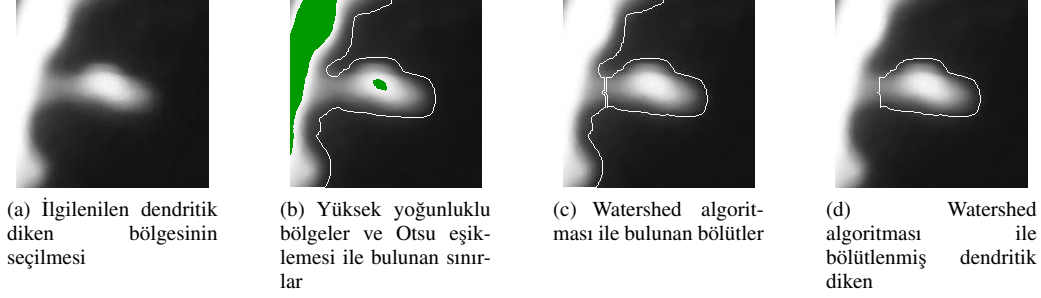 (a) İlgilenilen dendritik
diken bölgesinin
seçilmesi
(b) Yüksek yoğunluklu
bölgeler ve Otsu eşik-
lemesi ile bulunan sınır-
lar
(c) Watershed algorit-
ması ile bulunan bölütler
(d) Watershed
algoritması ile
bölütlenmiş dendritik
diken